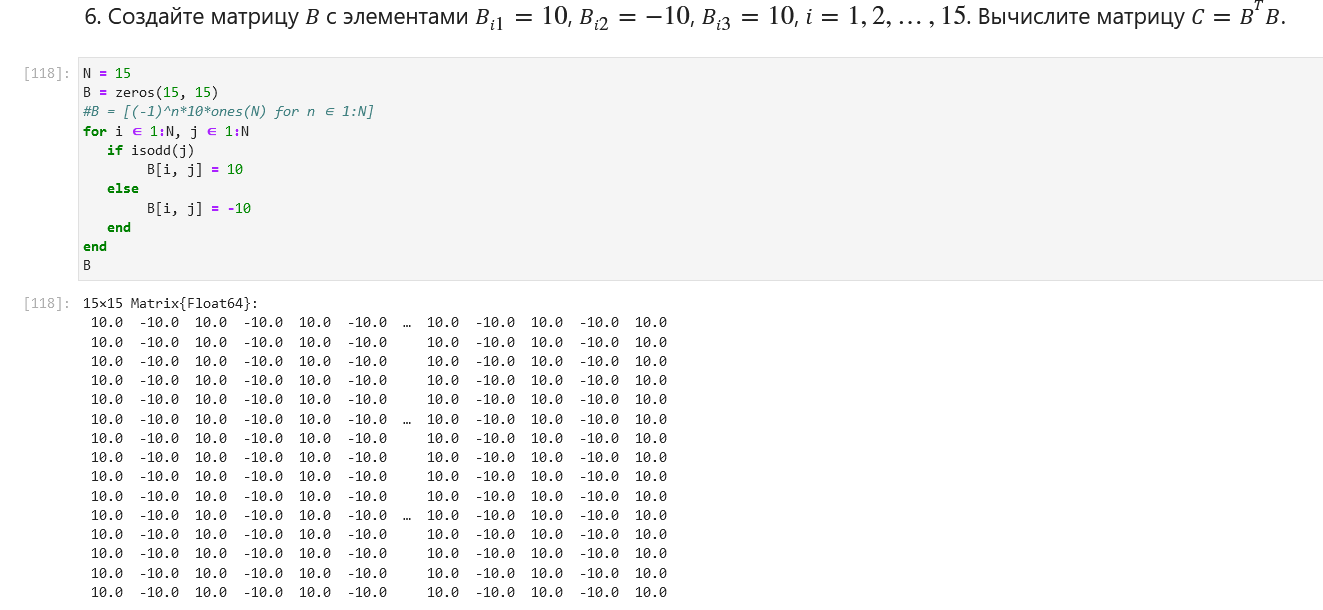 6. Создайте матрицу B с элементами B_{i1} = 10, B_{i2} = −10, B_{i3} = 10, i = 1, 2, … , 15. Вычислите матрицу C = B^T B.
[118]: N = 15
B = zeros(15, 15)
#B = [(-1)^n*10*ones(N) for n ∈ 1:N]
for i ∈ 1:N, j ∈ 1:N
   if isodd(j)
        B[i, j] = 10
   else
        B[i, j] = -10
   end
end
B
[118]: 15×15 Matrix{Float64}:
 10.0  -10.0  10.0  -10.0  10.0  -10.0  …  10.0  -10.0  10.0  -10.0  10.0
 10.0  -10.0  10.0  -10.0  10.0  -10.0     10.0  -10.0  10.0  -10.0  10.0
 10.0  -10.0  10.0  -10.0  10.0  -10.0     10.0  -10.0  10.0  -10.0  10.0
 10.0  -10.0  10.0  -10.0  10.0  -10.0     10.0  -10.0  10.0  -10.0  10.0
 10.0  -10.0  10.0  -10.0  10.0  -10.0     10.0  -10.0  10.0  -10.0  10.0
 10.0  -10.0  10.0  -10.0  10.0  -10.0  …  10.0  -10.0  10.0  -10.0  10.0
 10.0  -10.0  10.0  -10.0  10.0  -10.0     10.0  -10.0  10.0  -10.0  10.0
 10.0  -10.0  10.0  -10.0  10.0  -10.0     10.0  -10.0  10.0  -10.0  10.0
 10.0  -10.0  10.0  -10.0  10.0  -10.0     10.0  -10.0  10.0  -10.0  10.0
 10.0  -10.0  10.0  -10.0  10.0  -10.0     10.0  -10.0  10.0  -10.0  10.0
 10.0  -10.0  10.0  -10.0  10.0  -10.0  …  10.0  -10.0  10.0  -10.0  10.0
 10.0  -10.0  10.0  -10.0  10.0  -10.0     10.0  -10.0  10.0  -10.0  10.0
 10.0  -10.0  10.0  -10.0  10.0  -10.0     10.0  -10.0  10.0  -10.0  10.0
 10.0  -10.0  10.0  -10.0  10.0  -10.0     10.0  -10.0  10.0  -10.0  10.0
 10.0  -10.0  10.0  -10.0  10.0  -10.0     10.0  -10.0  10.0  -10.0  10.0